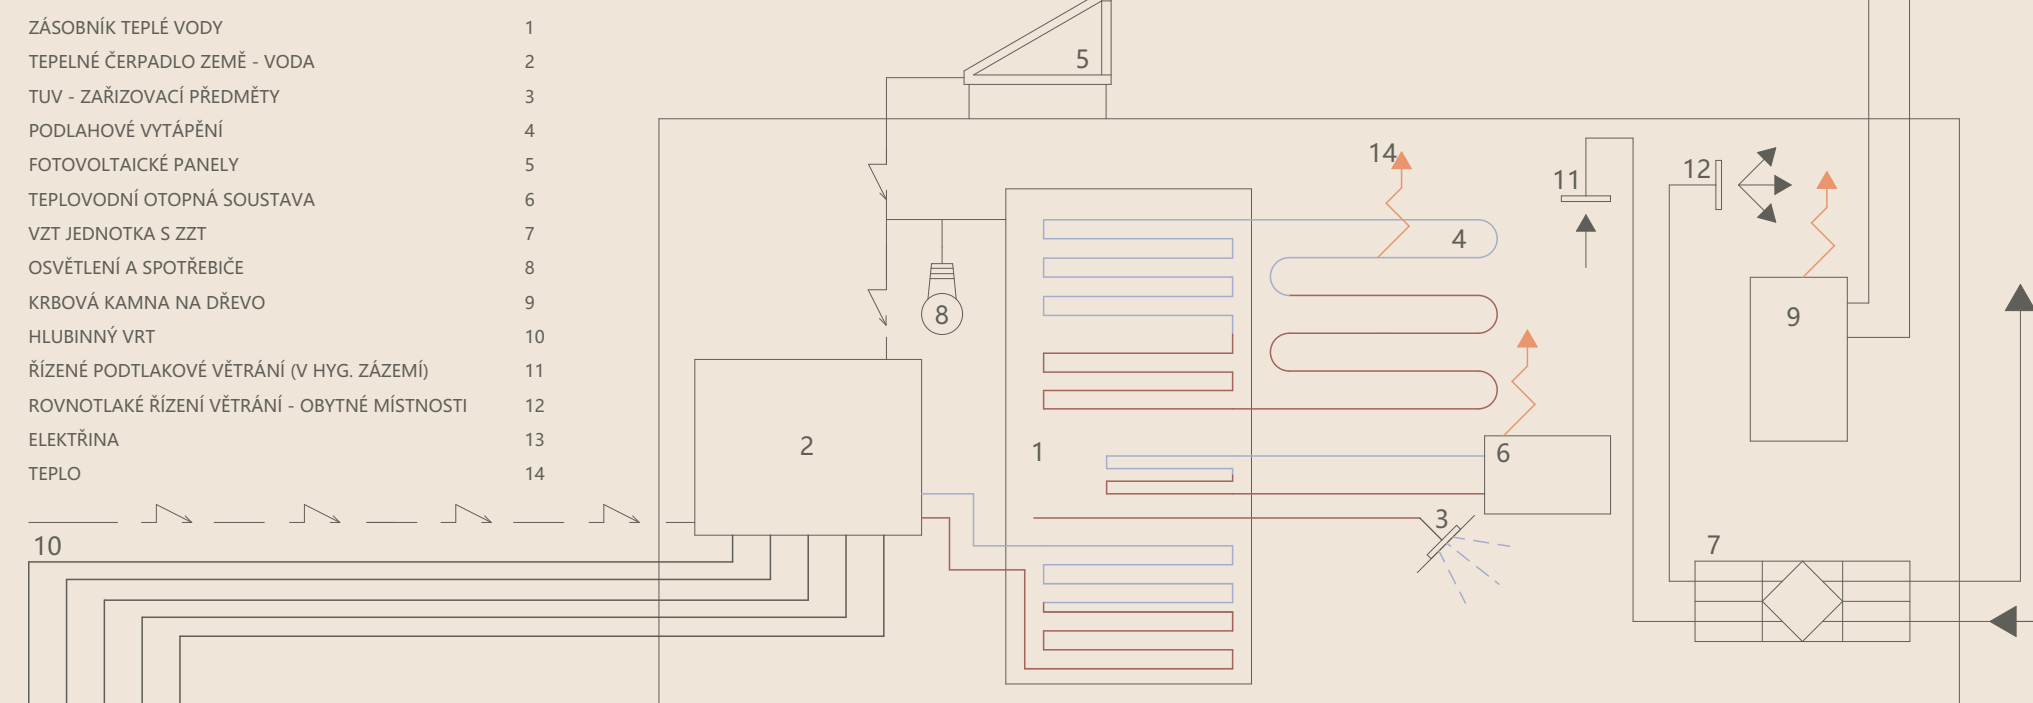 ZÁSOBNÍK TEPLÉ VODY 1
TEPELNÉ ČERPADLO ZEMĚ - VODA 2
TUV - ZAŘIZOVACÍ PŘEDMĚTY 3
PODLAHOVÉ VYTÁPĚNÍ 4
FOTOVOLTAICKÉ PANELY 5
TEPLOVODNÍ OTOPNÁ SOUSTAVA 6
VZT JEDNOTKA S ZZT 7
OSVĚTLENÍ A SPOTŘEBIČE 8
KRBOVÁ KAMNA NA DŘEVO 9
HLUBINNÝ VRT 10
ŘÍZENÉ PODTLAKOVÉ VĚTRÁNÍ (V HYG. ZÁZEMÍ) 11
ROVNOTLAKÉ ŘÍZENÍ VĚTRÁNÍ - OBYTNÉ MÍSTNOSTI 12
ELEKTŘINA 13
TEPLO 14
5
14
11
12
4
8
9
2
1
6
3
10
7